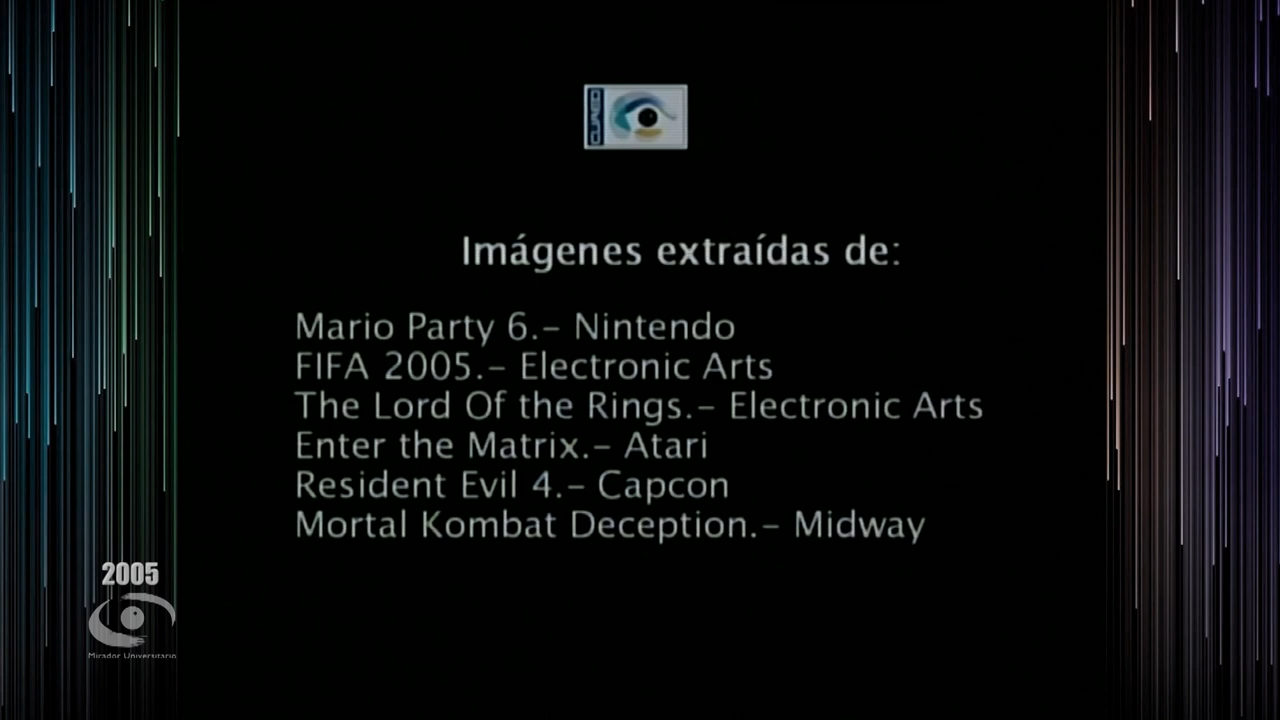 CUAED
Imágenes extraídas de:
Mario Party 6.– Nintendo
FIFA 2005.– Electronic Arts
The Lord Of the Rings.– Electronic Arts
Enter the Matrix.– Atari
Resident Evil 4.– Capcon
Mortal Kombat Deception.– Midway
2005
Mirador Universitario